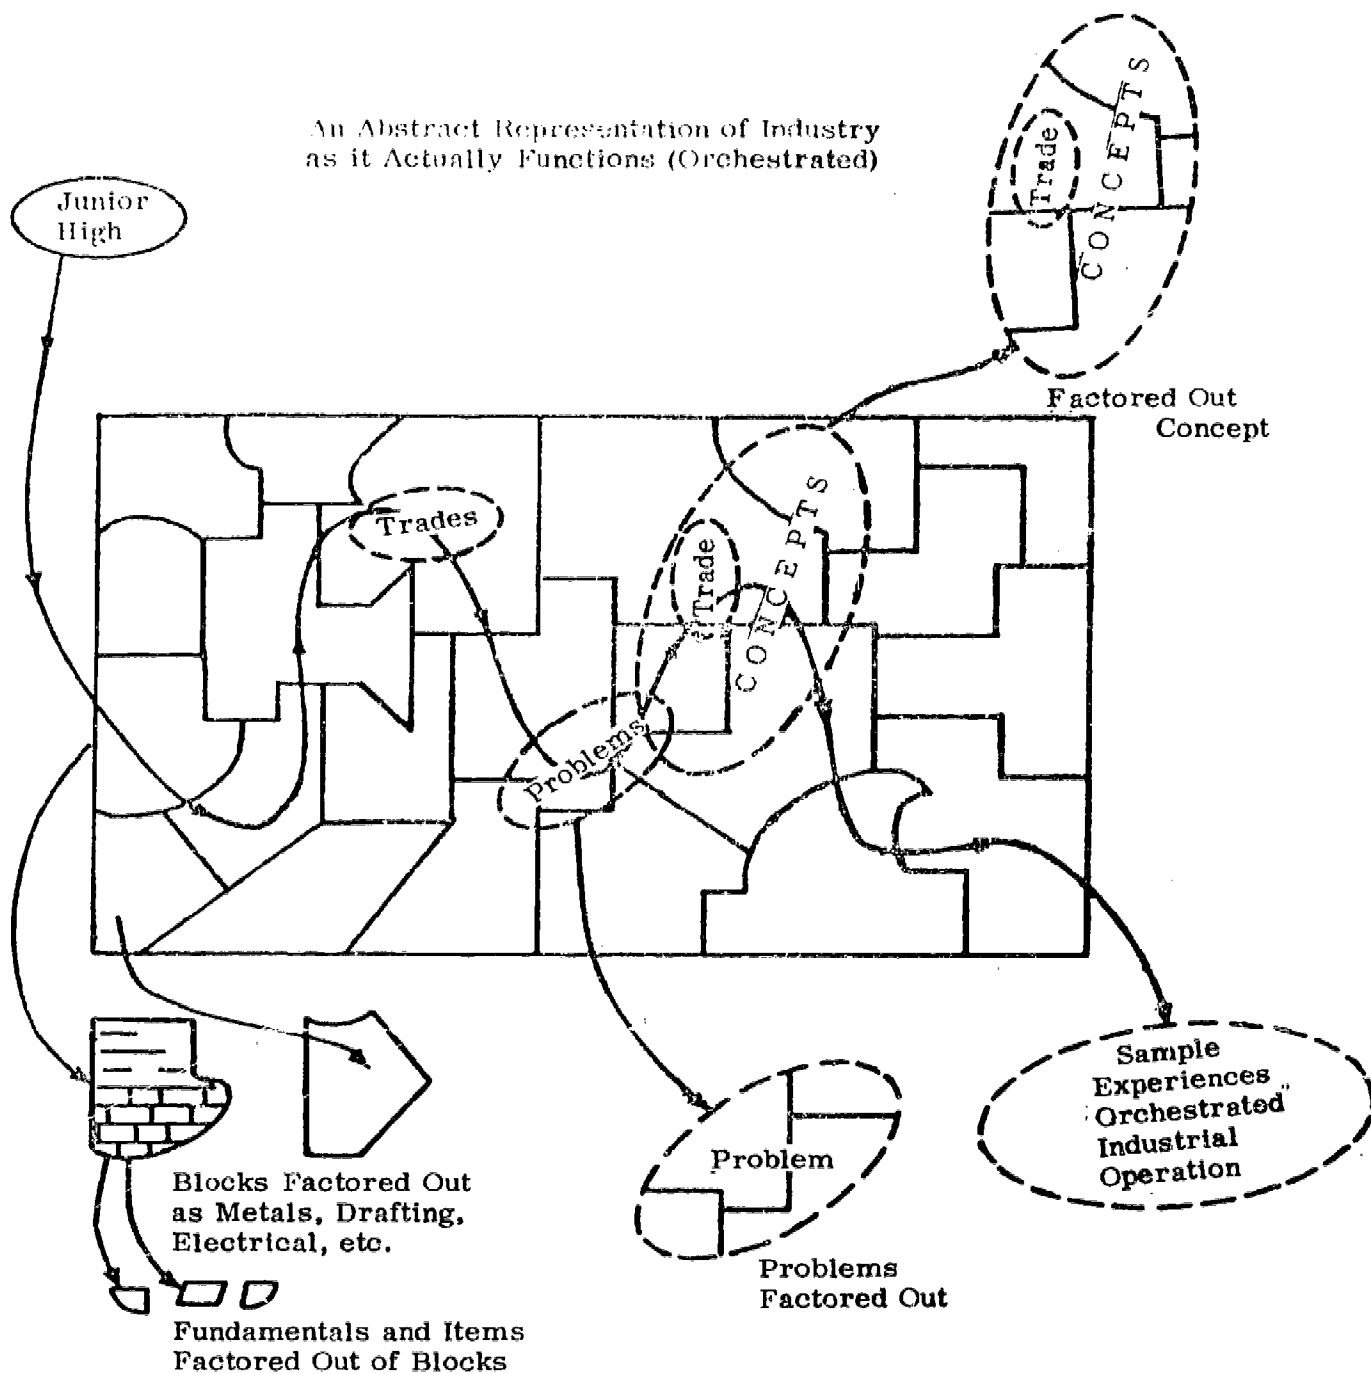 An Abstract Representation of Industry
as it Actually Functions (Orchestrated)
Junior
High
Trade
CONCEPTS
Factored Out
Concept
Trades
Trade
CONCEPTS
Problems
Sample
Experiences
Orchestrated
Industrial
Operation
Problem
Blocks Factored Out
as Metals, Drafting,
Electrical, etc.
Problems
Factored Out
Fundamentals and Items
Factored Out of Blocks